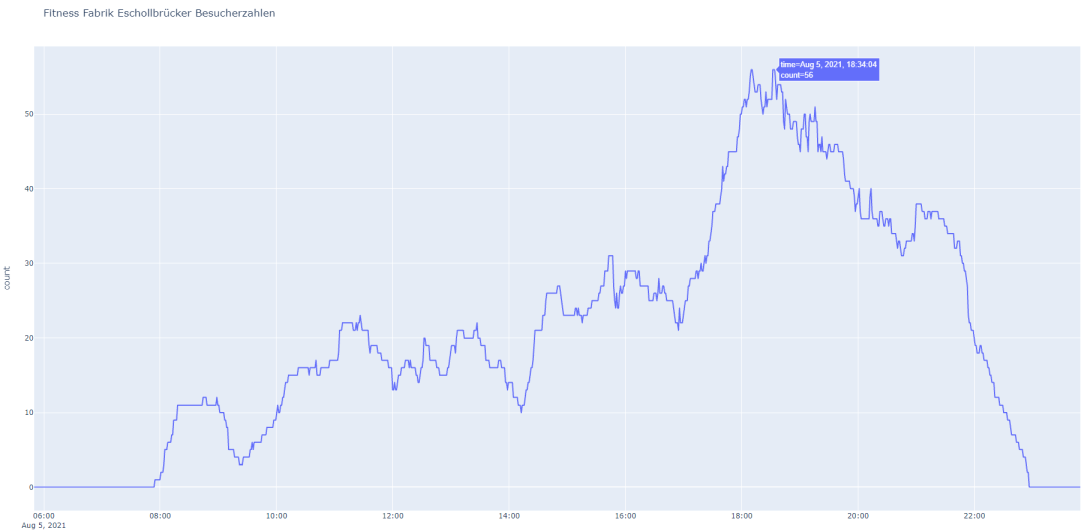 Fitness Fabrik Eschollbrücker Besucherzahlen
time=Aug 5, 2021, 18:34:04
count=56
50
40
30
20
10
0
count
06:00 08:00 10:00 12:00 14:00 16:00 18:00 20:00 22:00
Aug 5, 2021